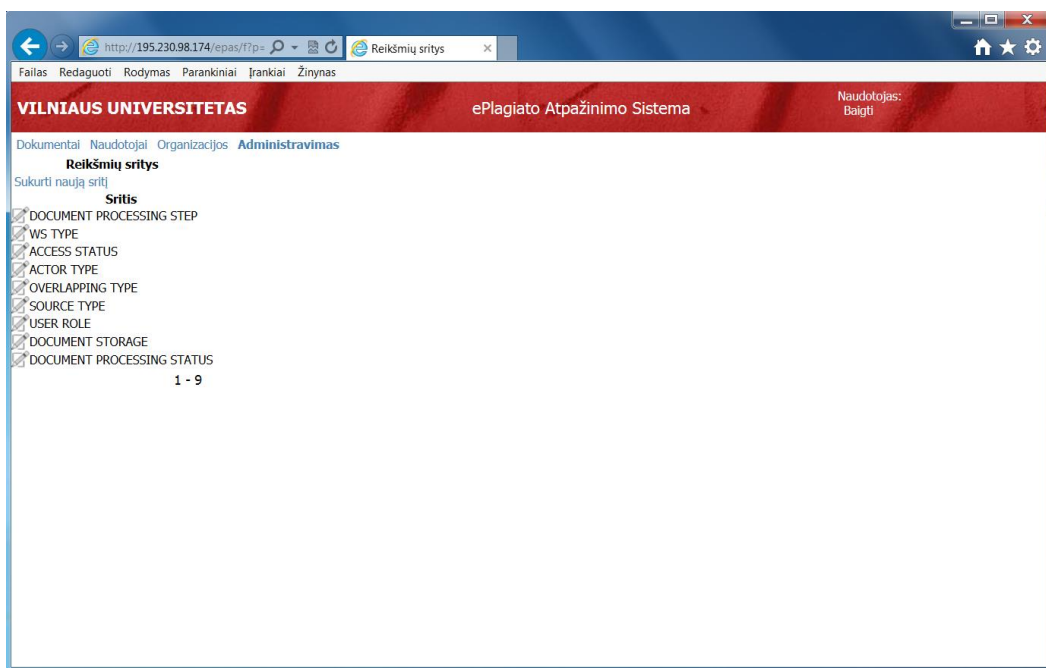 http://195.230.98.174/epas/f?p= Reikšmių sritys
Failas Redaguoti Rodymas Parankiniai Įrankiai Žinynas
VILNIAUS UNIVERSITETAS ePlagiato Atpažinimo Sistema Naudotojas:
Baigti
Dokumentai Naudotojai Organizacijos Administravimas
Reikšmių sritys
Sukurti naują sritį
Sritis
DOCUMENT PROCESSING STEP
WS TYPE
ACCESS STATUS
ACTOR TYPE
OVERLAPPING TYPE
SOURCE TYPE
USER ROLE
DOCUMENT STORAGE
DOCUMENT PROCESSING STATUS
1 - 9